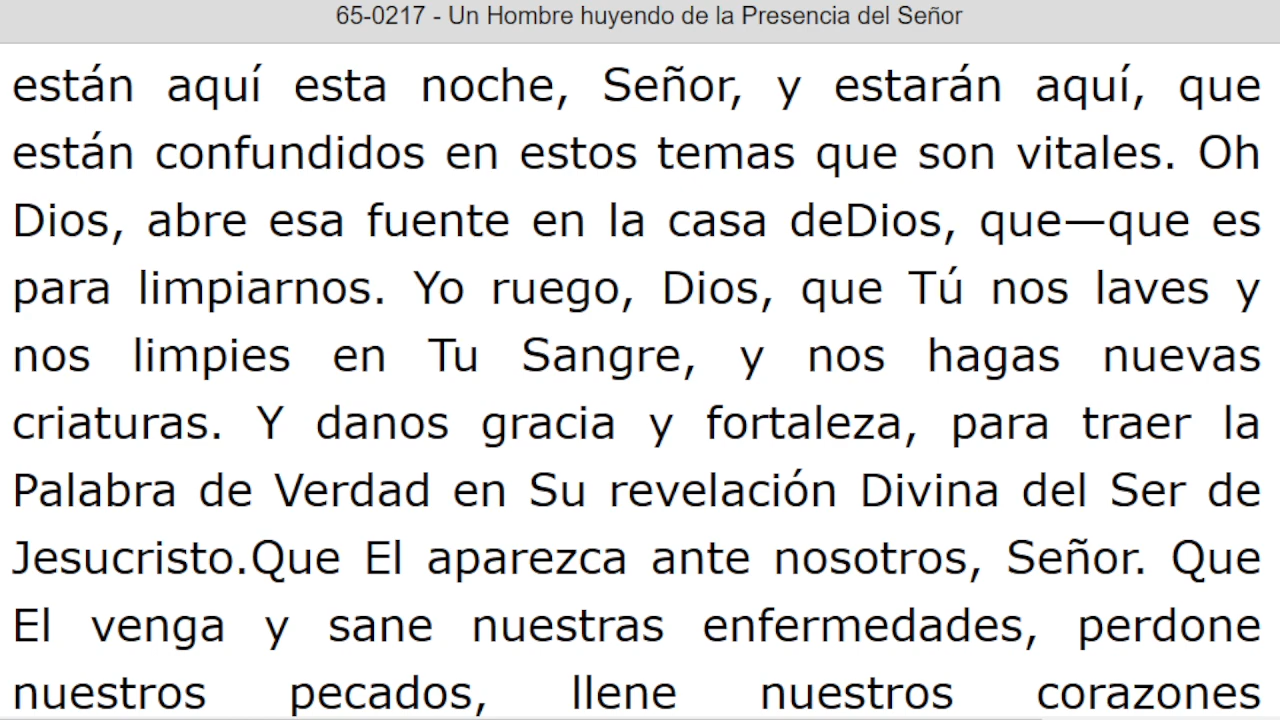 65-0217 - Un Hombre huyendo de la Presencia del Señor
están aquí esta noche, Señor, y estarán aquí, que
están confundidos en estos temas que son vitales. Oh
Dios, abre esa fuente en la casa deDios, que—que es
para limpiarnos. Yo ruego, Dios, que Tú nos laves y
nos limpies en Tu Sangre, y nos hagas nuevas
criaturas. Y danos gracia y fortaleza, para traer la
Palabra de Verdad en Su revelación Divina del Ser de
Jesucristo.Que El aparezca ante nosotros, Señor. Que
El venga y sane nuestras enfermedades, perdone
nuestros pecados, llene nuestros corazones